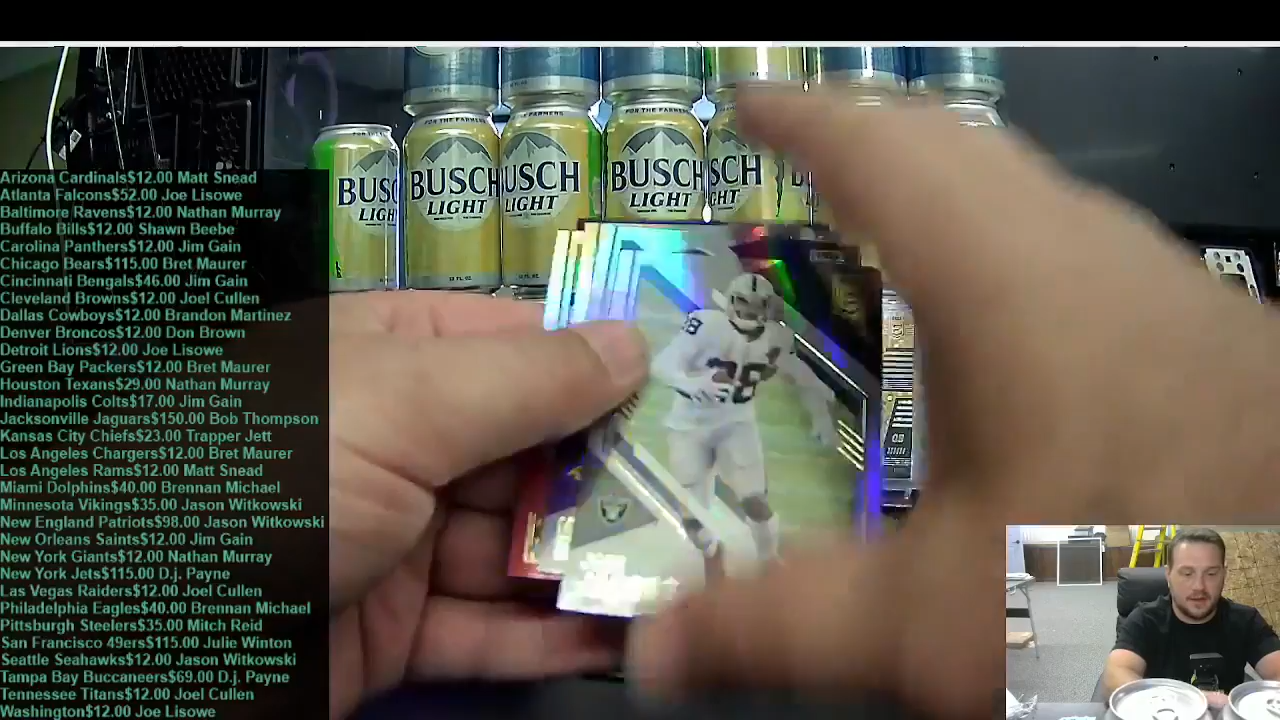 Arizona Cardinals$12.00 Matt Snead
Atlanta Falcons$52.00 Joe Lisowe
Baltimore Ravens$12.00 Nathan Murray
Buffalo Bills$12.00 Shawn Beebe
Carolina Panthers$12.00 Jim Gain
Chicago Bears$115.00 Bret Maurer
Cincinnati Bengals$46.00 Jim Gain
Cleveland Browns$12.00 Joel Cullen
Dallas Cowboys$12.00 Brandon Martinez
Denver Broncos$12.00 Don Brown
Detroit Lions$12.00 Joe Lisowe
Green Bay Packers$12.00 Bret Maurer
Houston Texans$29.00 Nathan Murray
Indianapolis Colts$17.00 Jim Gain
Jacksonville Jaguars$150.00 Bob Thompson
Kansas City Chiefs$23.00 Trapper Jett
Los Angeles Chargers$12.00 Bret Maurer
Los Angeles Rams$12.00 Matt Snead
Miami Dolphins$40.00 Brennan Michael
Minnesota Vikings$35.00 Jason Witkowski
New England Patriots$98.00 Jason Witkowski
New Orleans Saints$12.00 Jim Gain
New York Giants$12.00 Nathan Murray
New York Jets$115.00 D.j. Payne
Las Vegas Raiders$12.00 Joel Cullen
Philadelphia Eagles$40.00 Brennan Michael
Pittsburgh Steelers$35.00 Mitch Reid
San Francisco 49ers$115.00 Julie Winton
Seattle Seahawks$12.00 Jason Witkowski
Tampa Bay Buccaneers$69.00 D.j. Payne
Tennessee Titans$12.00 Joel Cullen
Washington$12.00 Joe Lisowe
FOR THE FARMERS
BUSCH
LIGHT
BUSCH
LIGHT
BUSCH
LIGHT
28